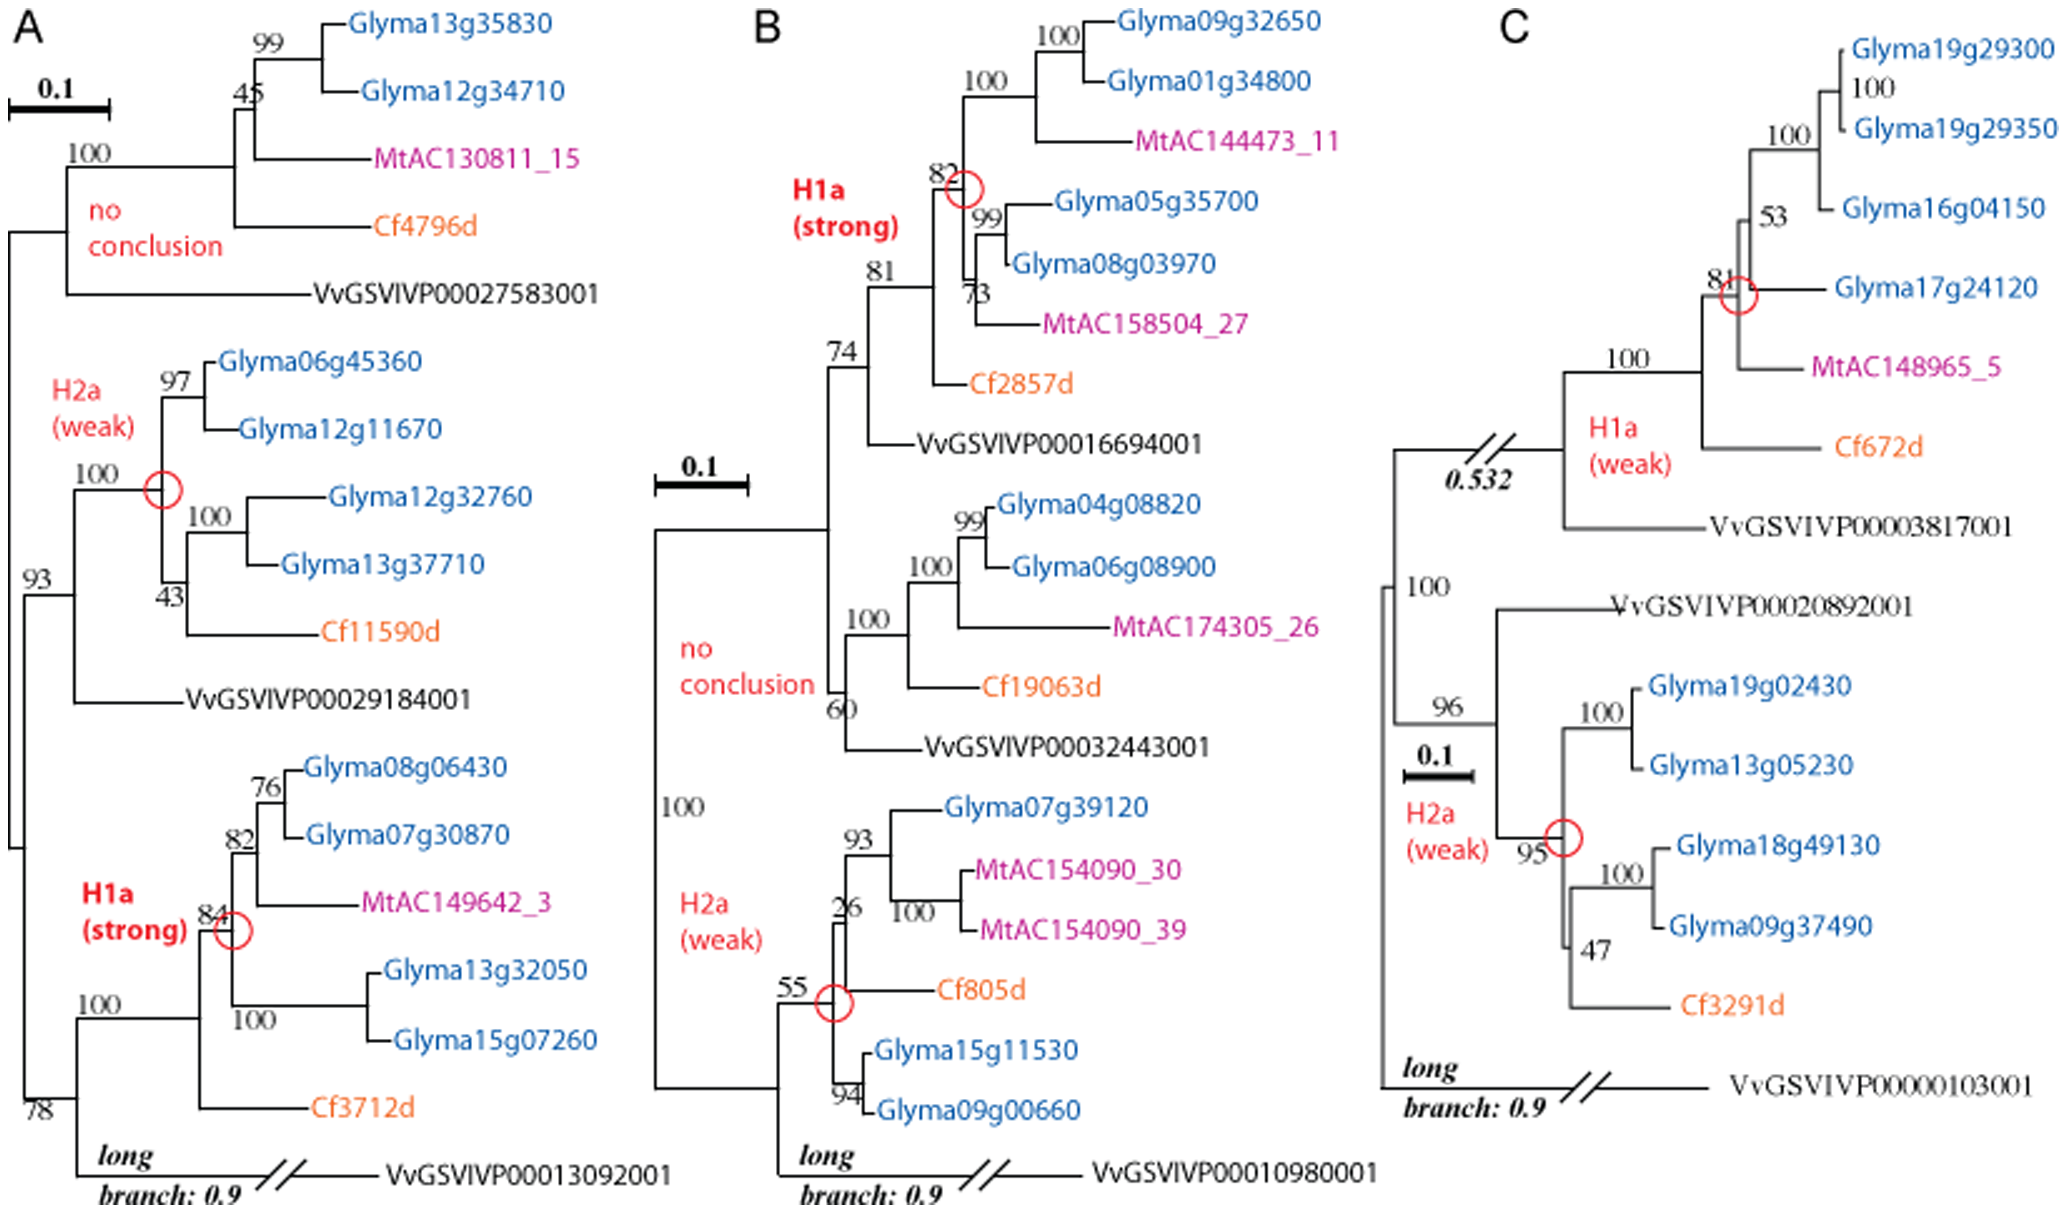 A
Glyma13g35830
99
0.1
Glyma12g34710
45
100
MtAC130811_15
no
conclusion
Cf4796d
VvGSVIVP00027583001
Glyma06g45360
H2a
(weak)
97
Glyma12g11670
100
Glyma12g32760
100
Glyma13g37710
93
43
Cf11590d
VvGSVIVP00029184001
Glyma08g06430
76
Glyma07g30870
82
H1a
(strong)
MtAC149642_3
84
Glyma13g32050
100
100
Glyma15g07260
78
Cf3712d
long
branch: 0.9
VvGSVIVP00013092001
B
Glyma09g32650
100
Glyma01g34800
100
MtAC144473_11
82
H1a
(strong)
Glyma05g35700
99
Glyma08g03970
81
73
MtAC158504_27
74
Cf2857d
VvGSVIVP00016694001
0.1
Glyma04g08820
99
Glyma06g08900
100
100
MtAC174305_26
no
conclusion
Cf19063d
60
VvGSVIVP00032443001
100
Glyma07g39120
93
MtAC154090_30
H2a
(weak)
26
100
MtAC154090_39
55
Cf805d
Glyma15g11530
94
Glyma09g00660
long
branch: 0.9
VvGSVIVP00010980001
C
Glyma19g29300
100
Glyma19g29350
100
Glyma16g04150
53
81
Glyma17g24120
100
MtAC148965_5
H1a
(weak)
Cf672d
0.532
VvGSVIVP00003817001
100
VvGSVIVP00020892001
Glyma19g02430
96
100
0.1
Glyma13g05230
H2a
(weak)
95
Glyma18g49130
100
Glyma09g37490
47
Cf3291d
long
branch: 0.9
VvGSVIVP00000103001